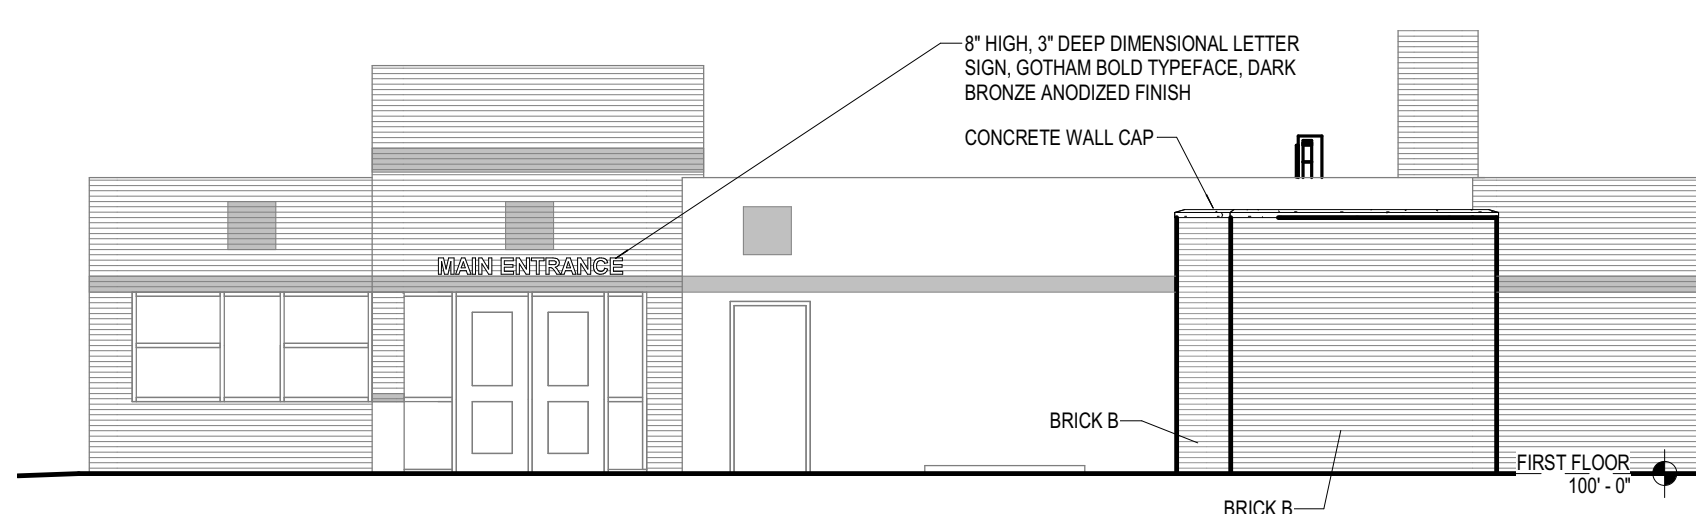 8" HIGH, 3" DEEP DIMENSIONAL LETTER
SIGN, GOTHAM BOLD TYPEFACE, DARK
BRONZE ANODIZED FINISH
CONCRETE WALL CAP
MAIN ENTRANCE
BRICK B
FIRST FLOOR
100' - 0"
BRICK B